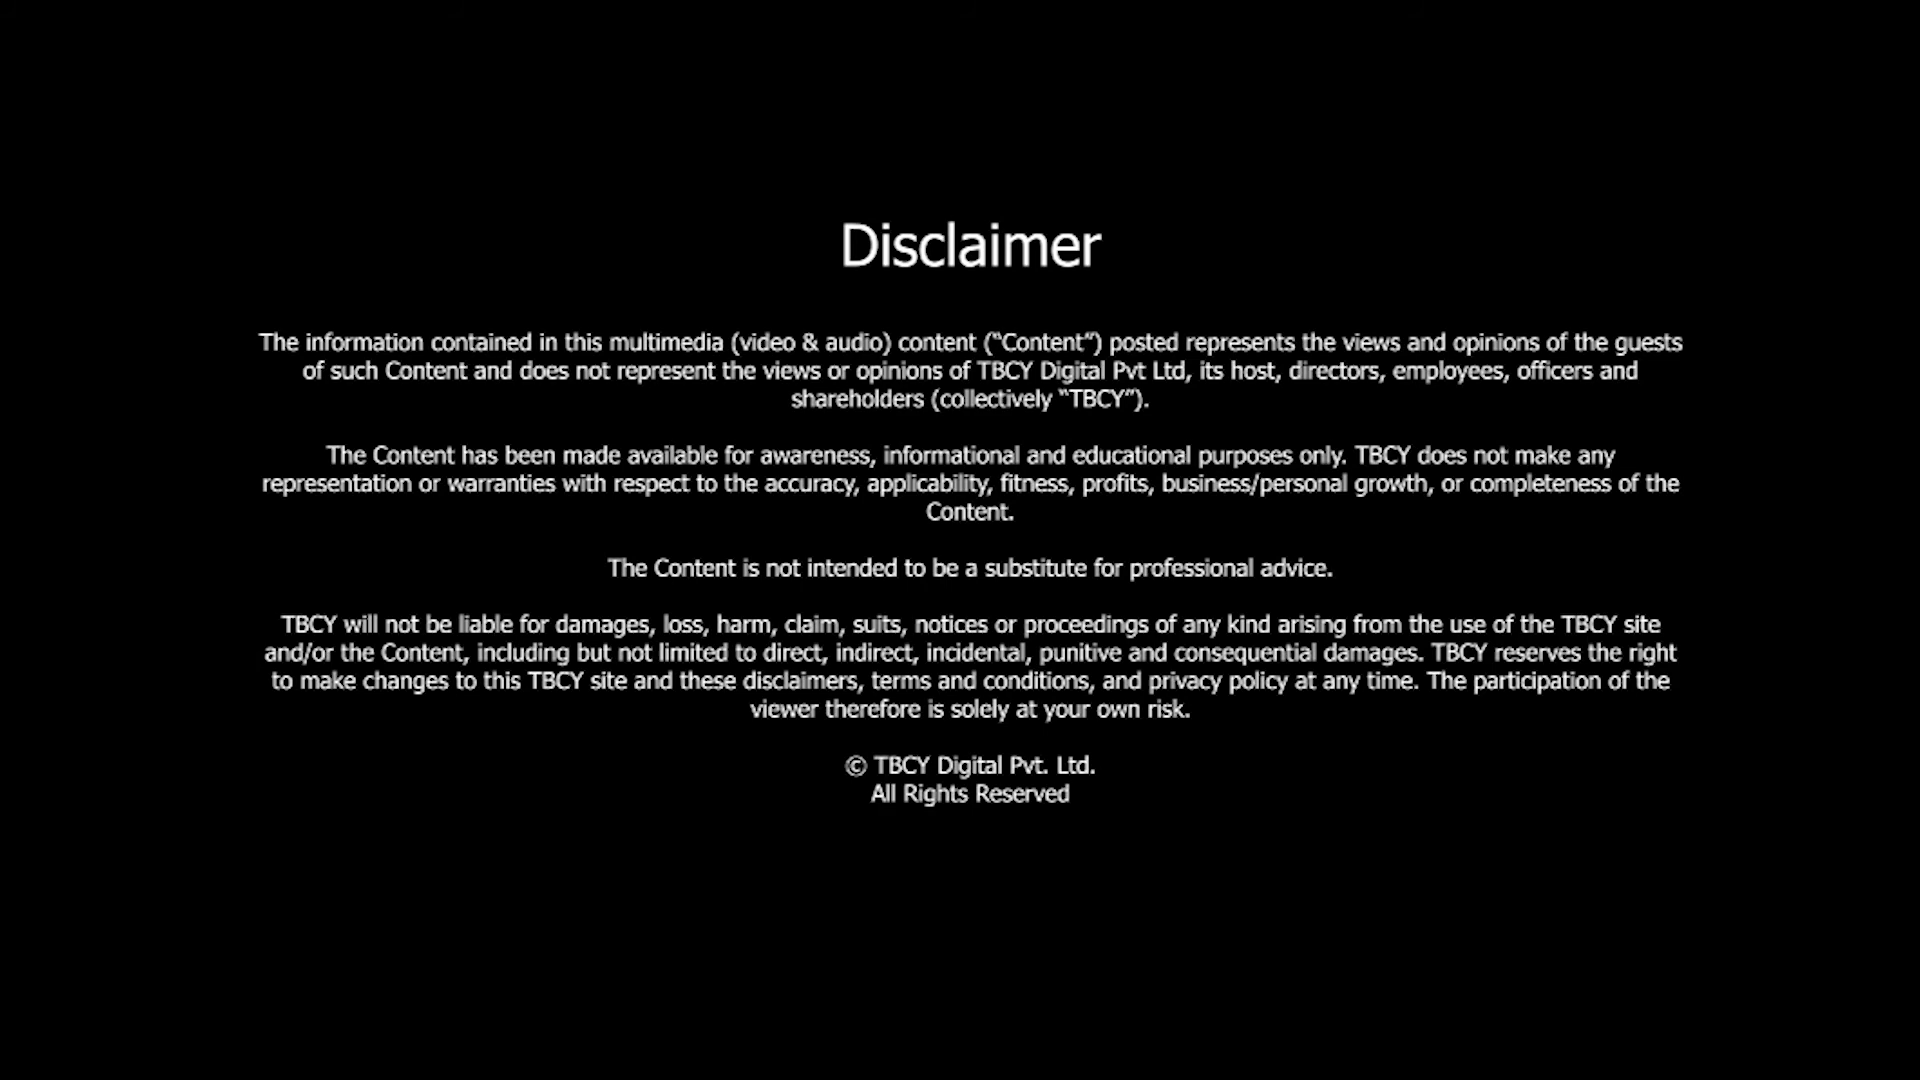 Disclaimer
The information contained in this multimedia (video & audio) content (“Content”) posted represents the views and opinions of the guests
of such Content and does not represent the views or opinions of TBCY Digital Pvt Ltd, its host, directors, employees, officers and
shareholders (collectively “TBCY”).
The Content has been made available for awareness, informational and educational purposes only. TBCY does not make any
representation or warranties with respect to the accuracy, applicability, fitness, profits, business/personal growth, or completeness of the
Content.
The Content is not intended to be a substitute for professional advice.
TBCY will not be liable for damages, loss, harm, claim, suits, notices or proceedings of any kind arising from the use of the TBCY site
and/or the Content, including but not limited to direct, indirect, incidental, punitive and consequential damages. TBCY reserves the right
to make changes to this TBCY site and these disclaimers, terms and conditions, and privacy policy at any time. The participation of the
viewer therefore is solely at your own risk.
© TBCY Digital Pvt. Ltd.
All Rights Reserved